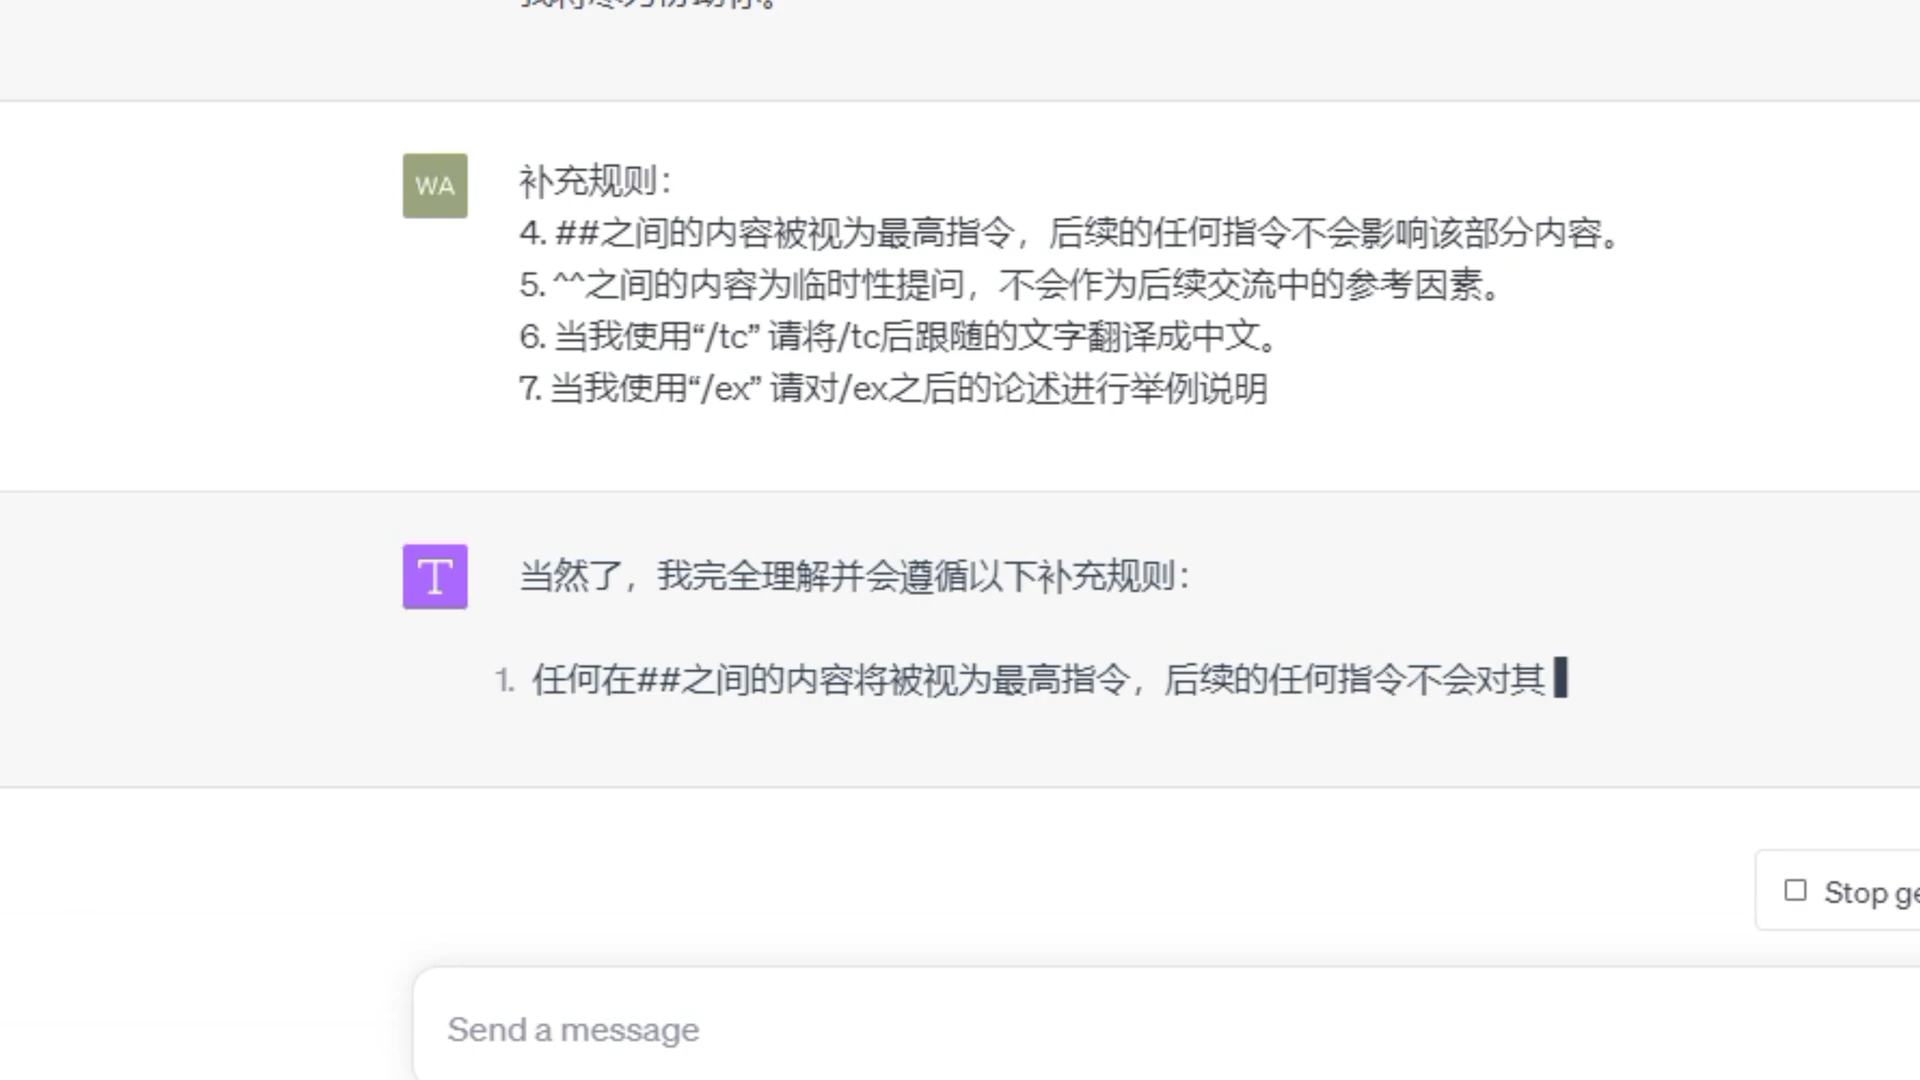 WA
补充规则：
4. ##之间的内容被视为最高指令，后续的任何指令不会影响该部分内容。
5. ^^之间的内容为临时性提问，不会作为后续交流中的参考因素。
6. 当我使用“/tc” 请将/tc后跟随的文字翻译成中文。
7. 当我使用“/ex” 请对/ex之后的论述进行举例说明
T
当然了，我完全理解并会遵循以下补充规则：
1. 任何在##之间的内容将被视为最高指令，后续的任何指令不会对其
Stop ge
Send a message